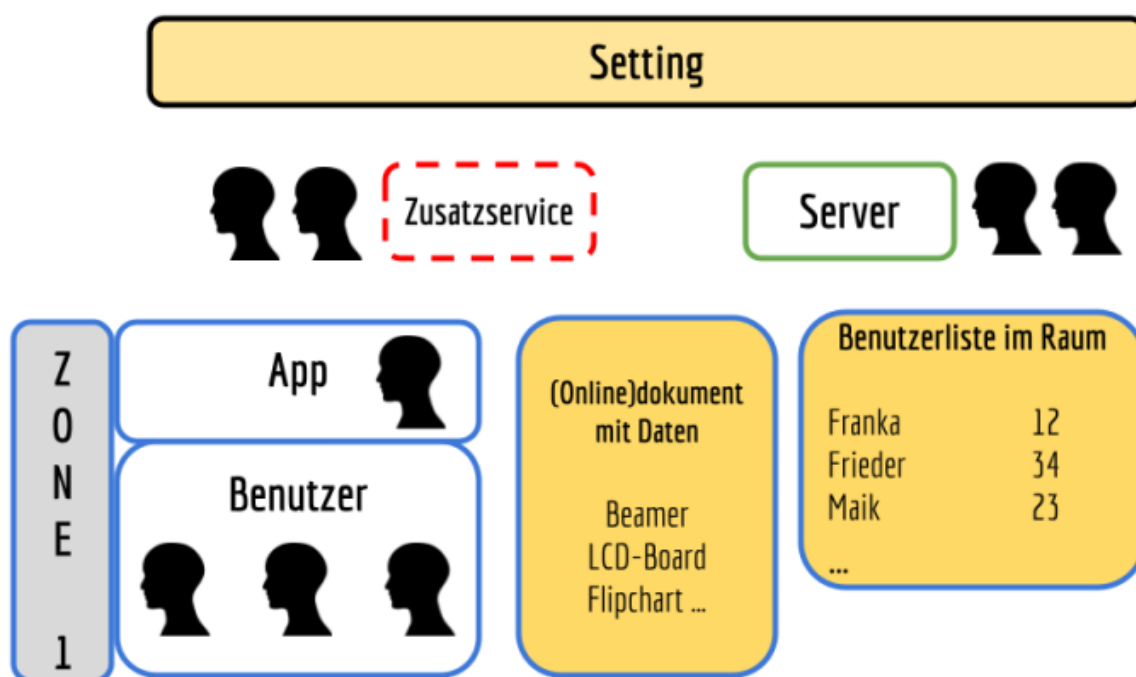 Setting
Zusatzservice
Server
ZONE 1
App
Benutzer
(Online)dokument
mit Daten
Beamer
LCD-Board
Flipchart ...
Benutzerliste im Raum
Franka 12
Frieder 34
Maik 23
...